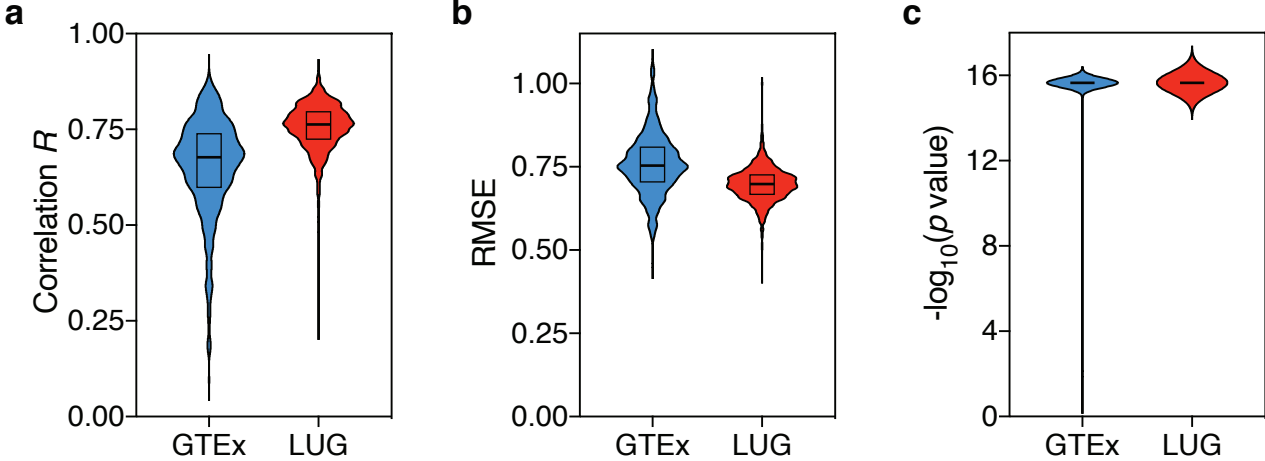 a
Correlation R
1.00
0.75
0.50
0.25
0.00
GTEx LUG
b
RMSE
1.00
0.75
0.50
0.25
0.00
GTEx LUG
c
-log10(p value)
16
12
8
4
0
GTEx LUG